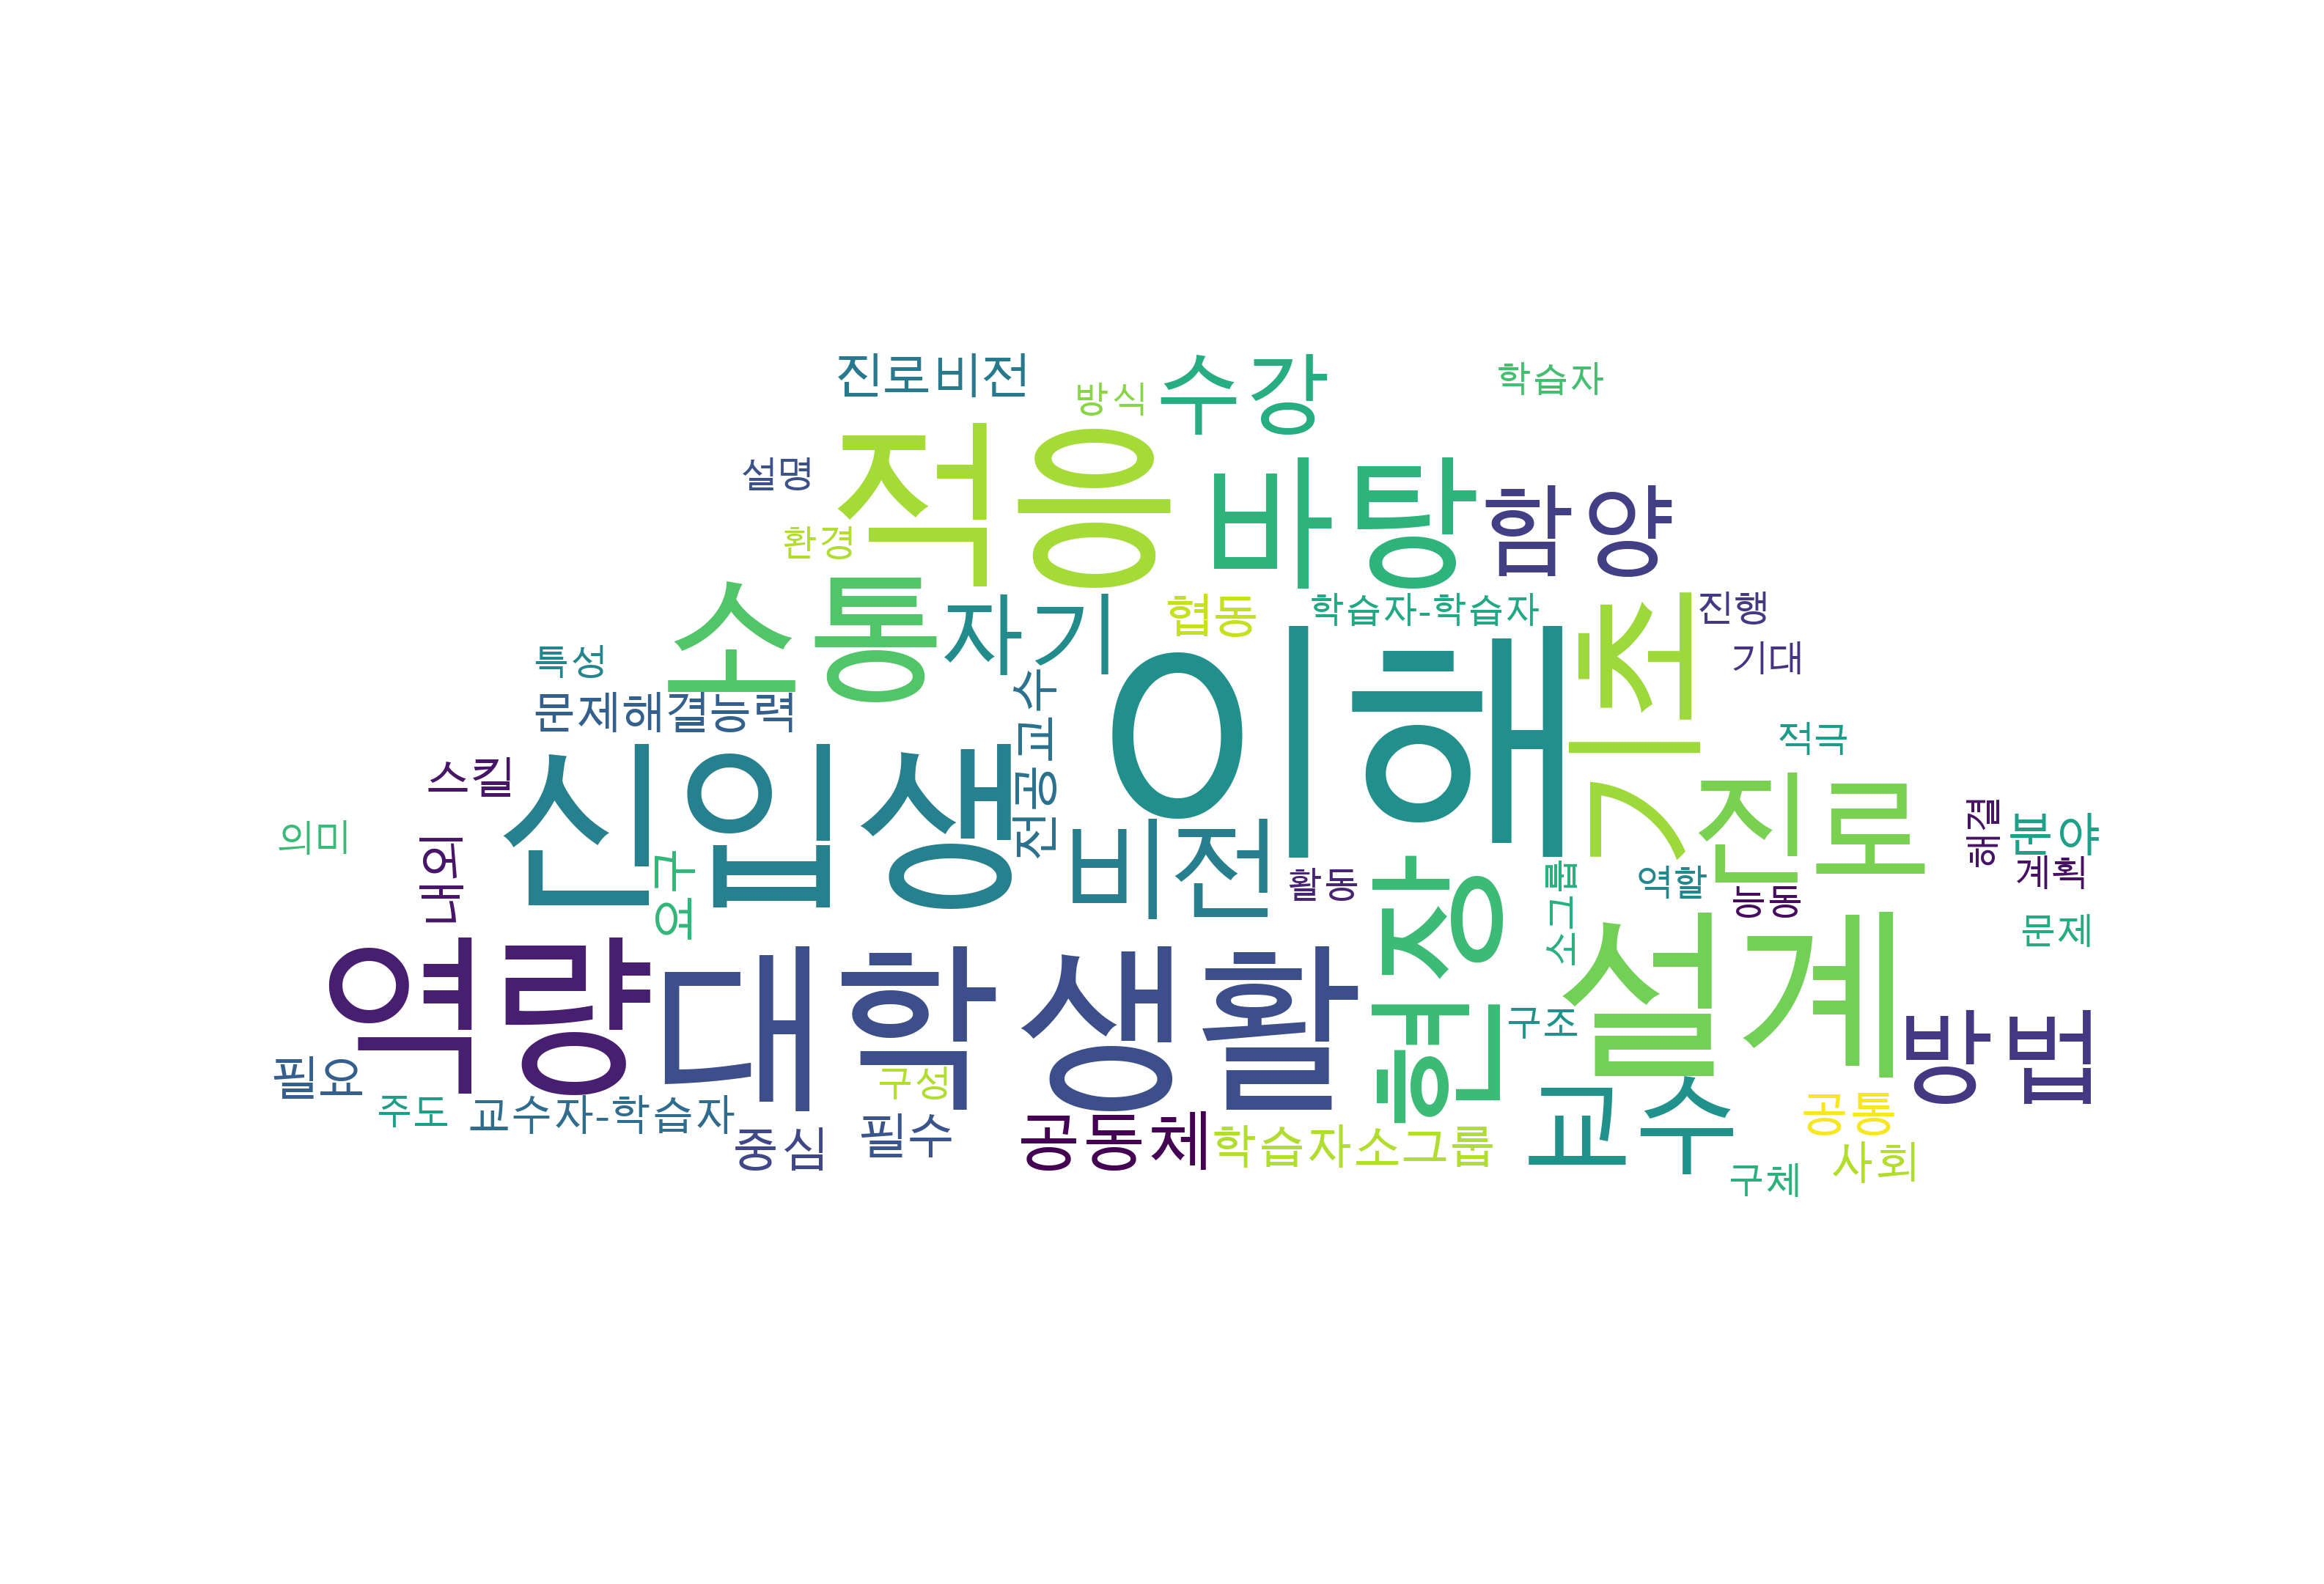 진로비전
방식
수강
학습자
설명
적응
바탕
함양
환경
소통
자기
협동
학습자-학습자
진행
특성
기대
문제해결능력
이해
기초
적극
스킬
신입생
전공교수
진로
해결
분야
의미
내외
요구
비전
활동
현장
소그룹
역할
능동
계획
문제
역량
대학생활
설계
구조
방법
필요
주도
교수자-학습자
구성
중심
필수
공동체
학습자소그룹
교수
공통
사회
구체